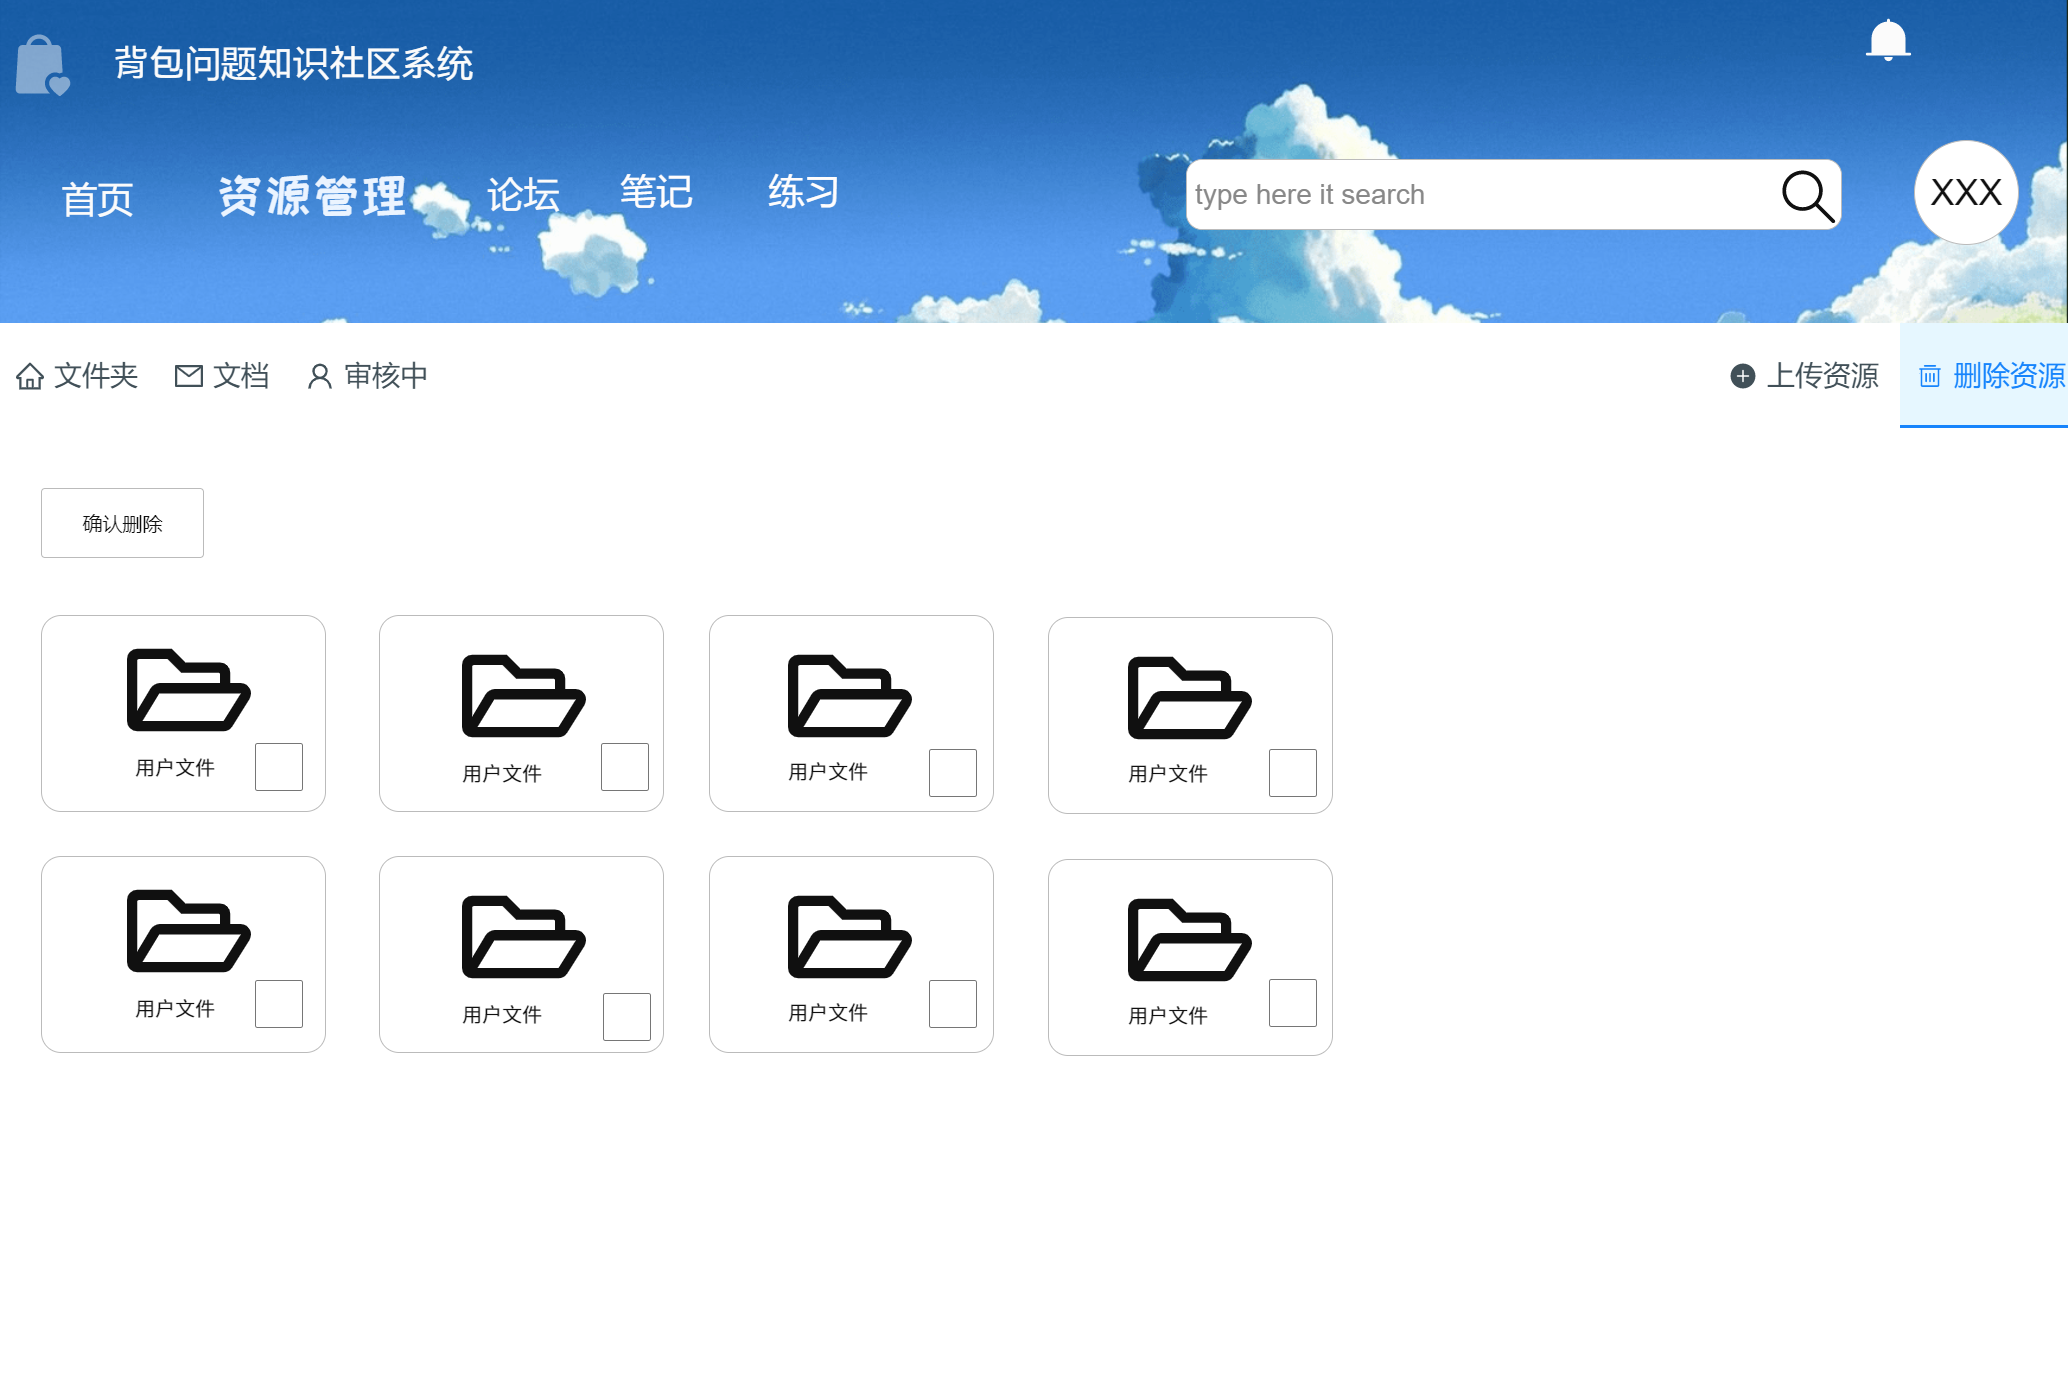 背包问题知识社区系统
首页 资源管理 论坛 笔记 练习 type here it search XXX
文件夹 文档 审核中 上传资源 删除资源
确认删除
用户文件 用户文件 用户文件 用户文件
用户文件 用户文件 用户文件 用户文件